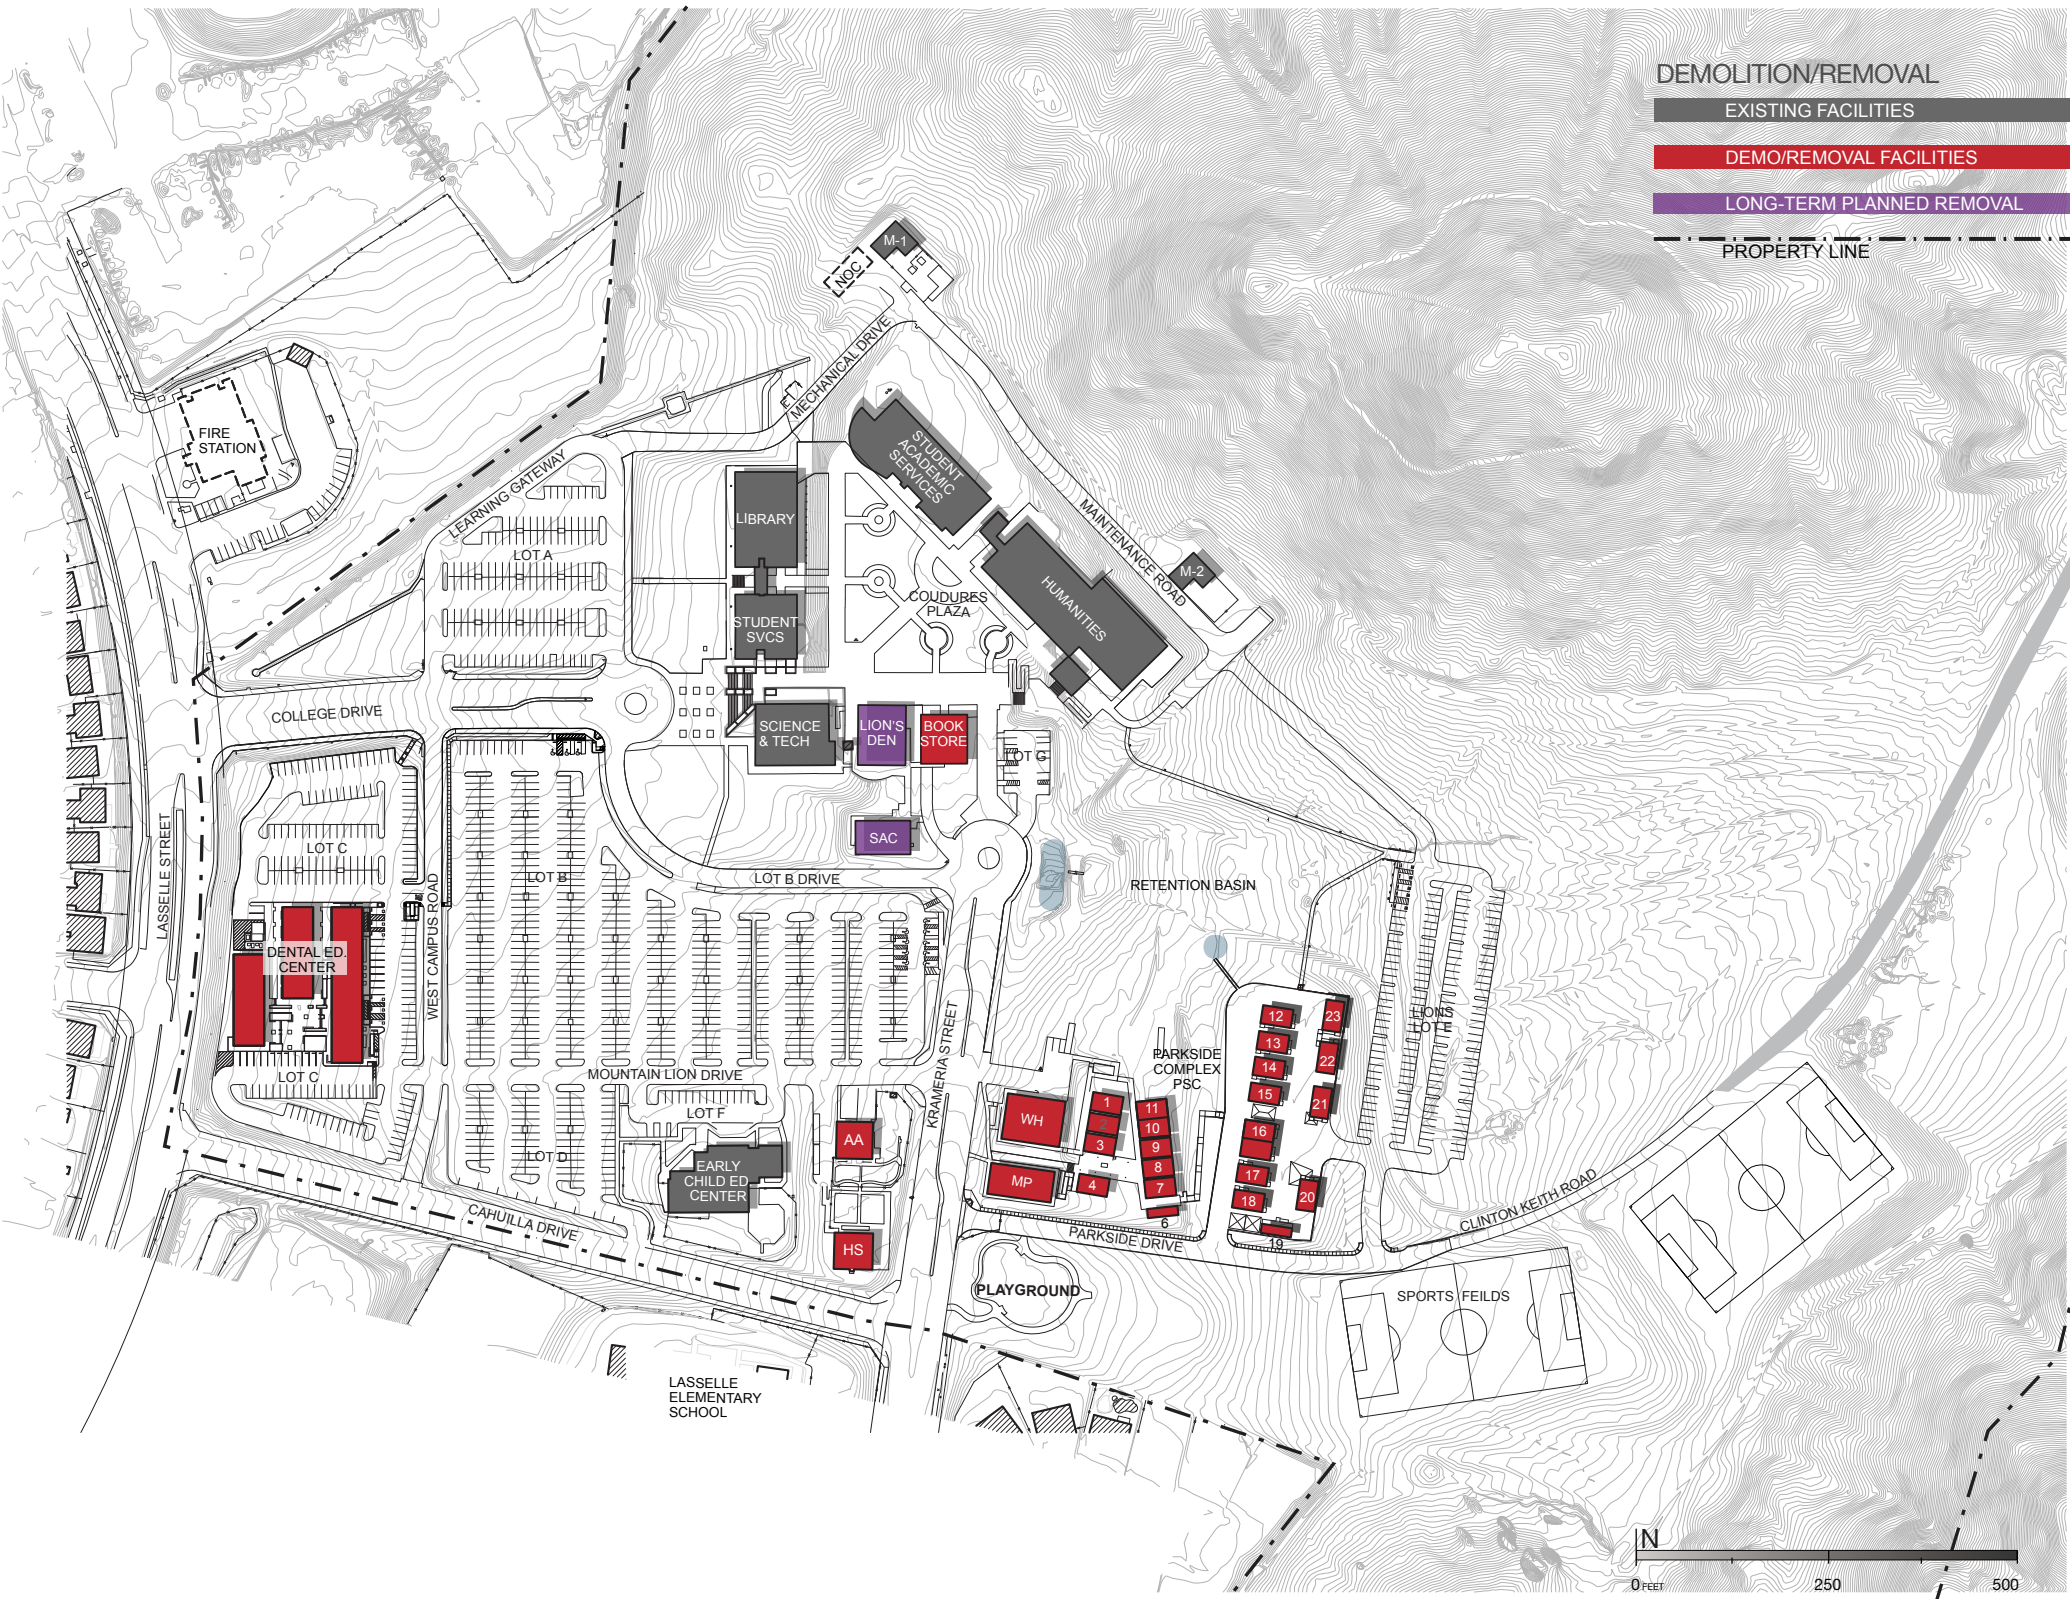 DEMOLITION/REMOVAL
EXISTING FACILITIES
DEMO/REMOVAL FACILITIES
LONG-TERM PLANNED REMOVAL
PROPERTY LINE
M-1
NOC
MECHANICAL DRIVE
FIRE
STATION
LEARNING GATEWAY
LOT A
LIBRARY
STUDENT
ACADEMIC
SERVICES
MAINTENANCE ROAD
M-2
HUMANITIES
COUDURES
PLAZA
STUDENT
SVCS
COLLEGE DRIVE
SCIENCE
& TECH
LION'S
DEN
BOOK
STORE
LOT G
SAC
LASSELLE STREET
LOT C
LOT B
LOT B DRIVE
WEST CAMPUS ROAD
RETENTION BASIN
DENTAL ED.
CENTER
LOT C
KRAMERIA STREET
MOUNTAIN LION DRIVE
LOT F
LOT D
PARKSIDE
COMPLEX
PSC
LIONS
LOT E
12
13
14
15
16
17
18
19
20
21
22
23
WH
MP
1
2
3
4
11
10
9
8
7
6
AA
HS
EARLY
CHILD ED
CENTER
CAHUILLA DRIVE
PARKSIDE DRIVE
CLINTON KEITH ROAD
PLAYGROUND
SPORTS FEILDS
LASSELLE
ELEMENTARY
SCHOOL
N
0 FEET
250
500